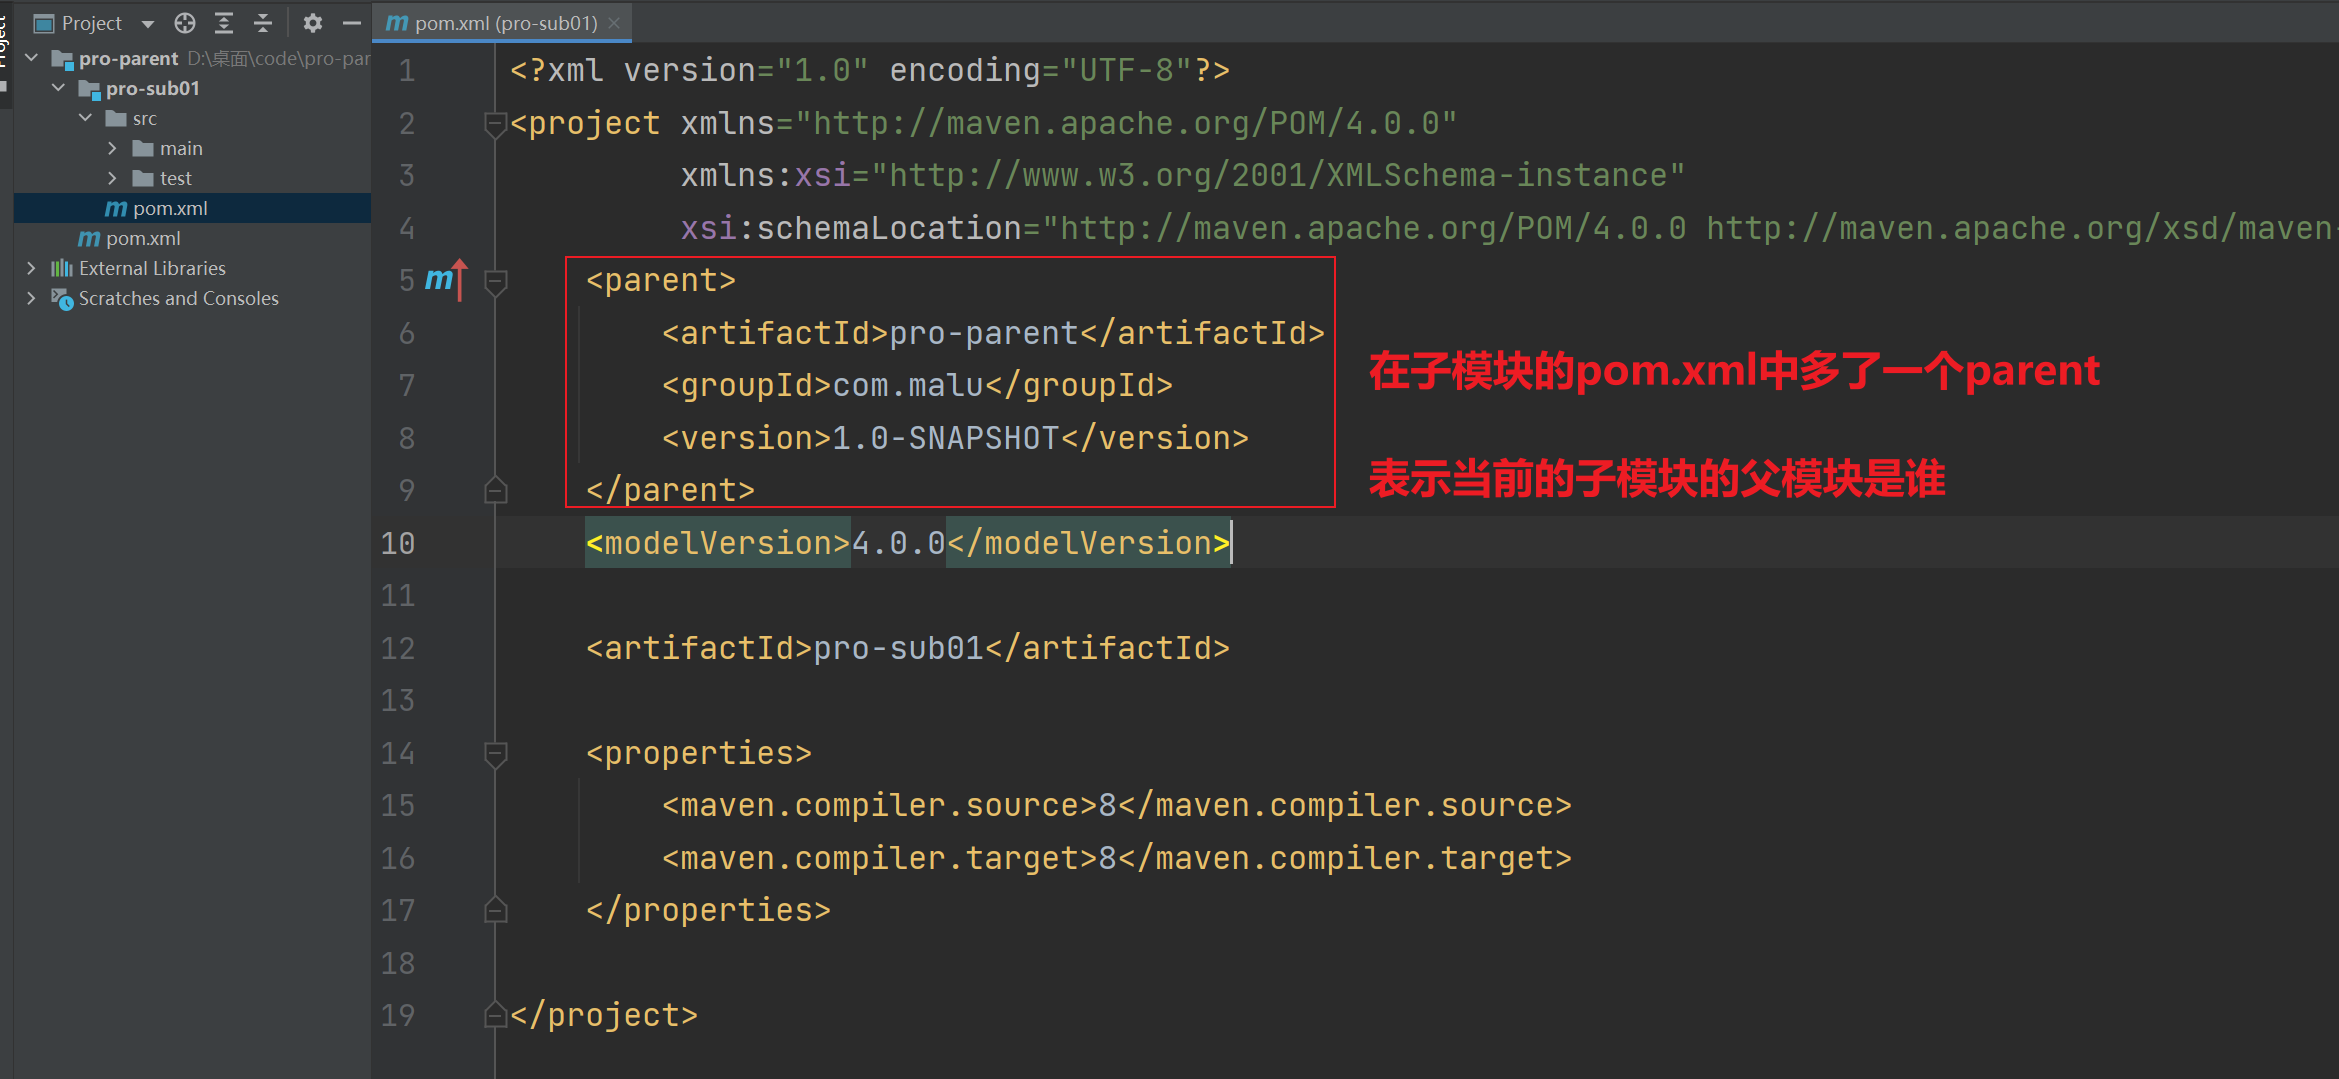 Project
pro-parent D:\桌面\code\pro-par
pro-sub01
src
main
test
pom.xml
pom.xml
External Libraries
Scratches and Consoles
pom.xml (pro-sub01)
1 <?xml version="1.0" encoding="UTF-8"?>
2 <project xmlns="http://maven.apache.org/POM/4.0.0"
3 xmlns:xsi="http://www.w3.org/2001/XMLSchema-instance"
4 xsi:schemaLocation="http://maven.apache.org/POM/4.0.0 http://maven.apache.org/xsd/maven-
5 <parent>
6 <artifactId>pro-parent</artifactId>
7 <groupId>com.malu</groupId>
8 <version>1.0-SNAPSHOT</version>
9 </parent>
在子模块的pom.xml中多了一个parent
表示当前的子模块的父模块是谁
10 <modelVersion>4.0.0</modelVersion>
11
12 <artifactId>pro-sub01</artifactId>
13
14 <properties>
15 <maven.compiler.source>8</maven.compiler.source>
16 <maven.compiler.target>8</maven.compiler.target>
17 </properties>
18
19 </project>